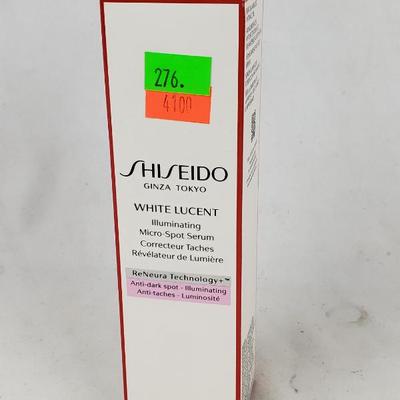 276.
4100
SHISEIDO
GINZA TOKYO
WHITE LUCENT
Illuminating
Micro-Spot Serum
Correcteur Taches
Révélateur de Lumière
ReNeura Technology+™
Anti-dark spot - Illuminating
Anti-taches - Luminosité